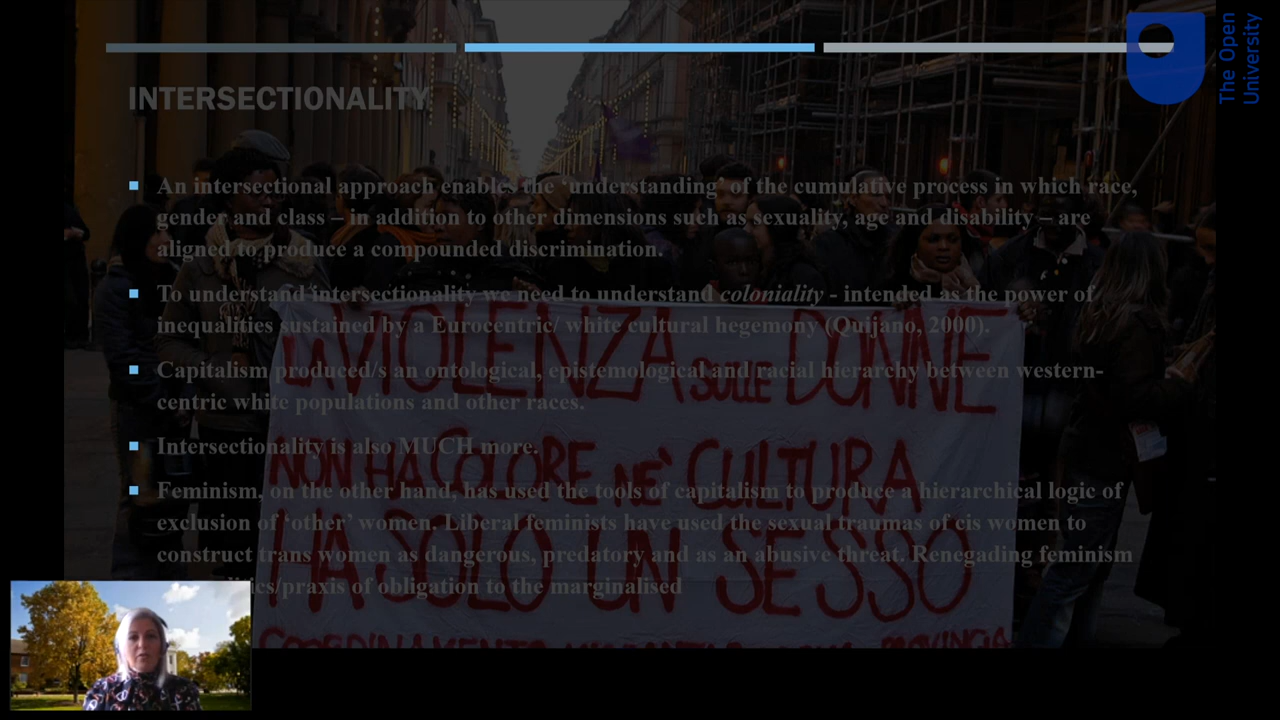 The Open
University
INTERSECTIONALITY
An intersectional approach enables the ‘understanding’ of the cumulative process in which race,
gender and class – in addition to other dimensions such as sexuality, age and disability – are
aligned to produce a compounded discrimination.
To understand intersectionality we need to understand coloniality - intended as the power of
inequalities sustained by a Eurocentric/ white cultural hegemony (Quijano, 2000).
Capitalism produced/s an ontological, epistemological and racial hierarchy between western-
centric white populations and other races.
Intersectionality is also MUCH more.
Feminism, on the other hand, has used the tools of capitalism to produce a hierarchical logic of
exclusion of ‘other’ women. Liberal feminists have used the sexual traumas of cis women to
construct trans women as dangerous, predatory and as an abusive threat. Renegading feminism
of obligation to the marginalised
LA VIOLENZA SULLE DONNE
NON HA COLORE NE' CULTURA
HA SOLO UN SESSO
COORDINAMENTO